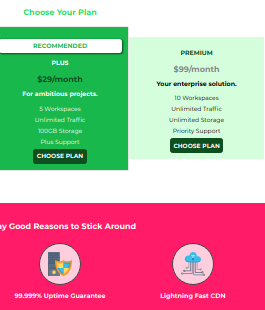 Choose Your Plan
RECOMMENDED
PLUS
$29/month
For ambitious projects.
5 Workspaces
Unlimited Traffic
100GB Storage
Plus Support
CHOOSE PLAN
PREMIUM
$99/month
Your enterprise solution.
10 Workspaces
Unlimited Traffic
Unlimited Storage
Priority Support
CHOOSE PLAN
y Good Reasons to Stick Around
99.999% Uptime Guarantee
Lightning Fast CDN